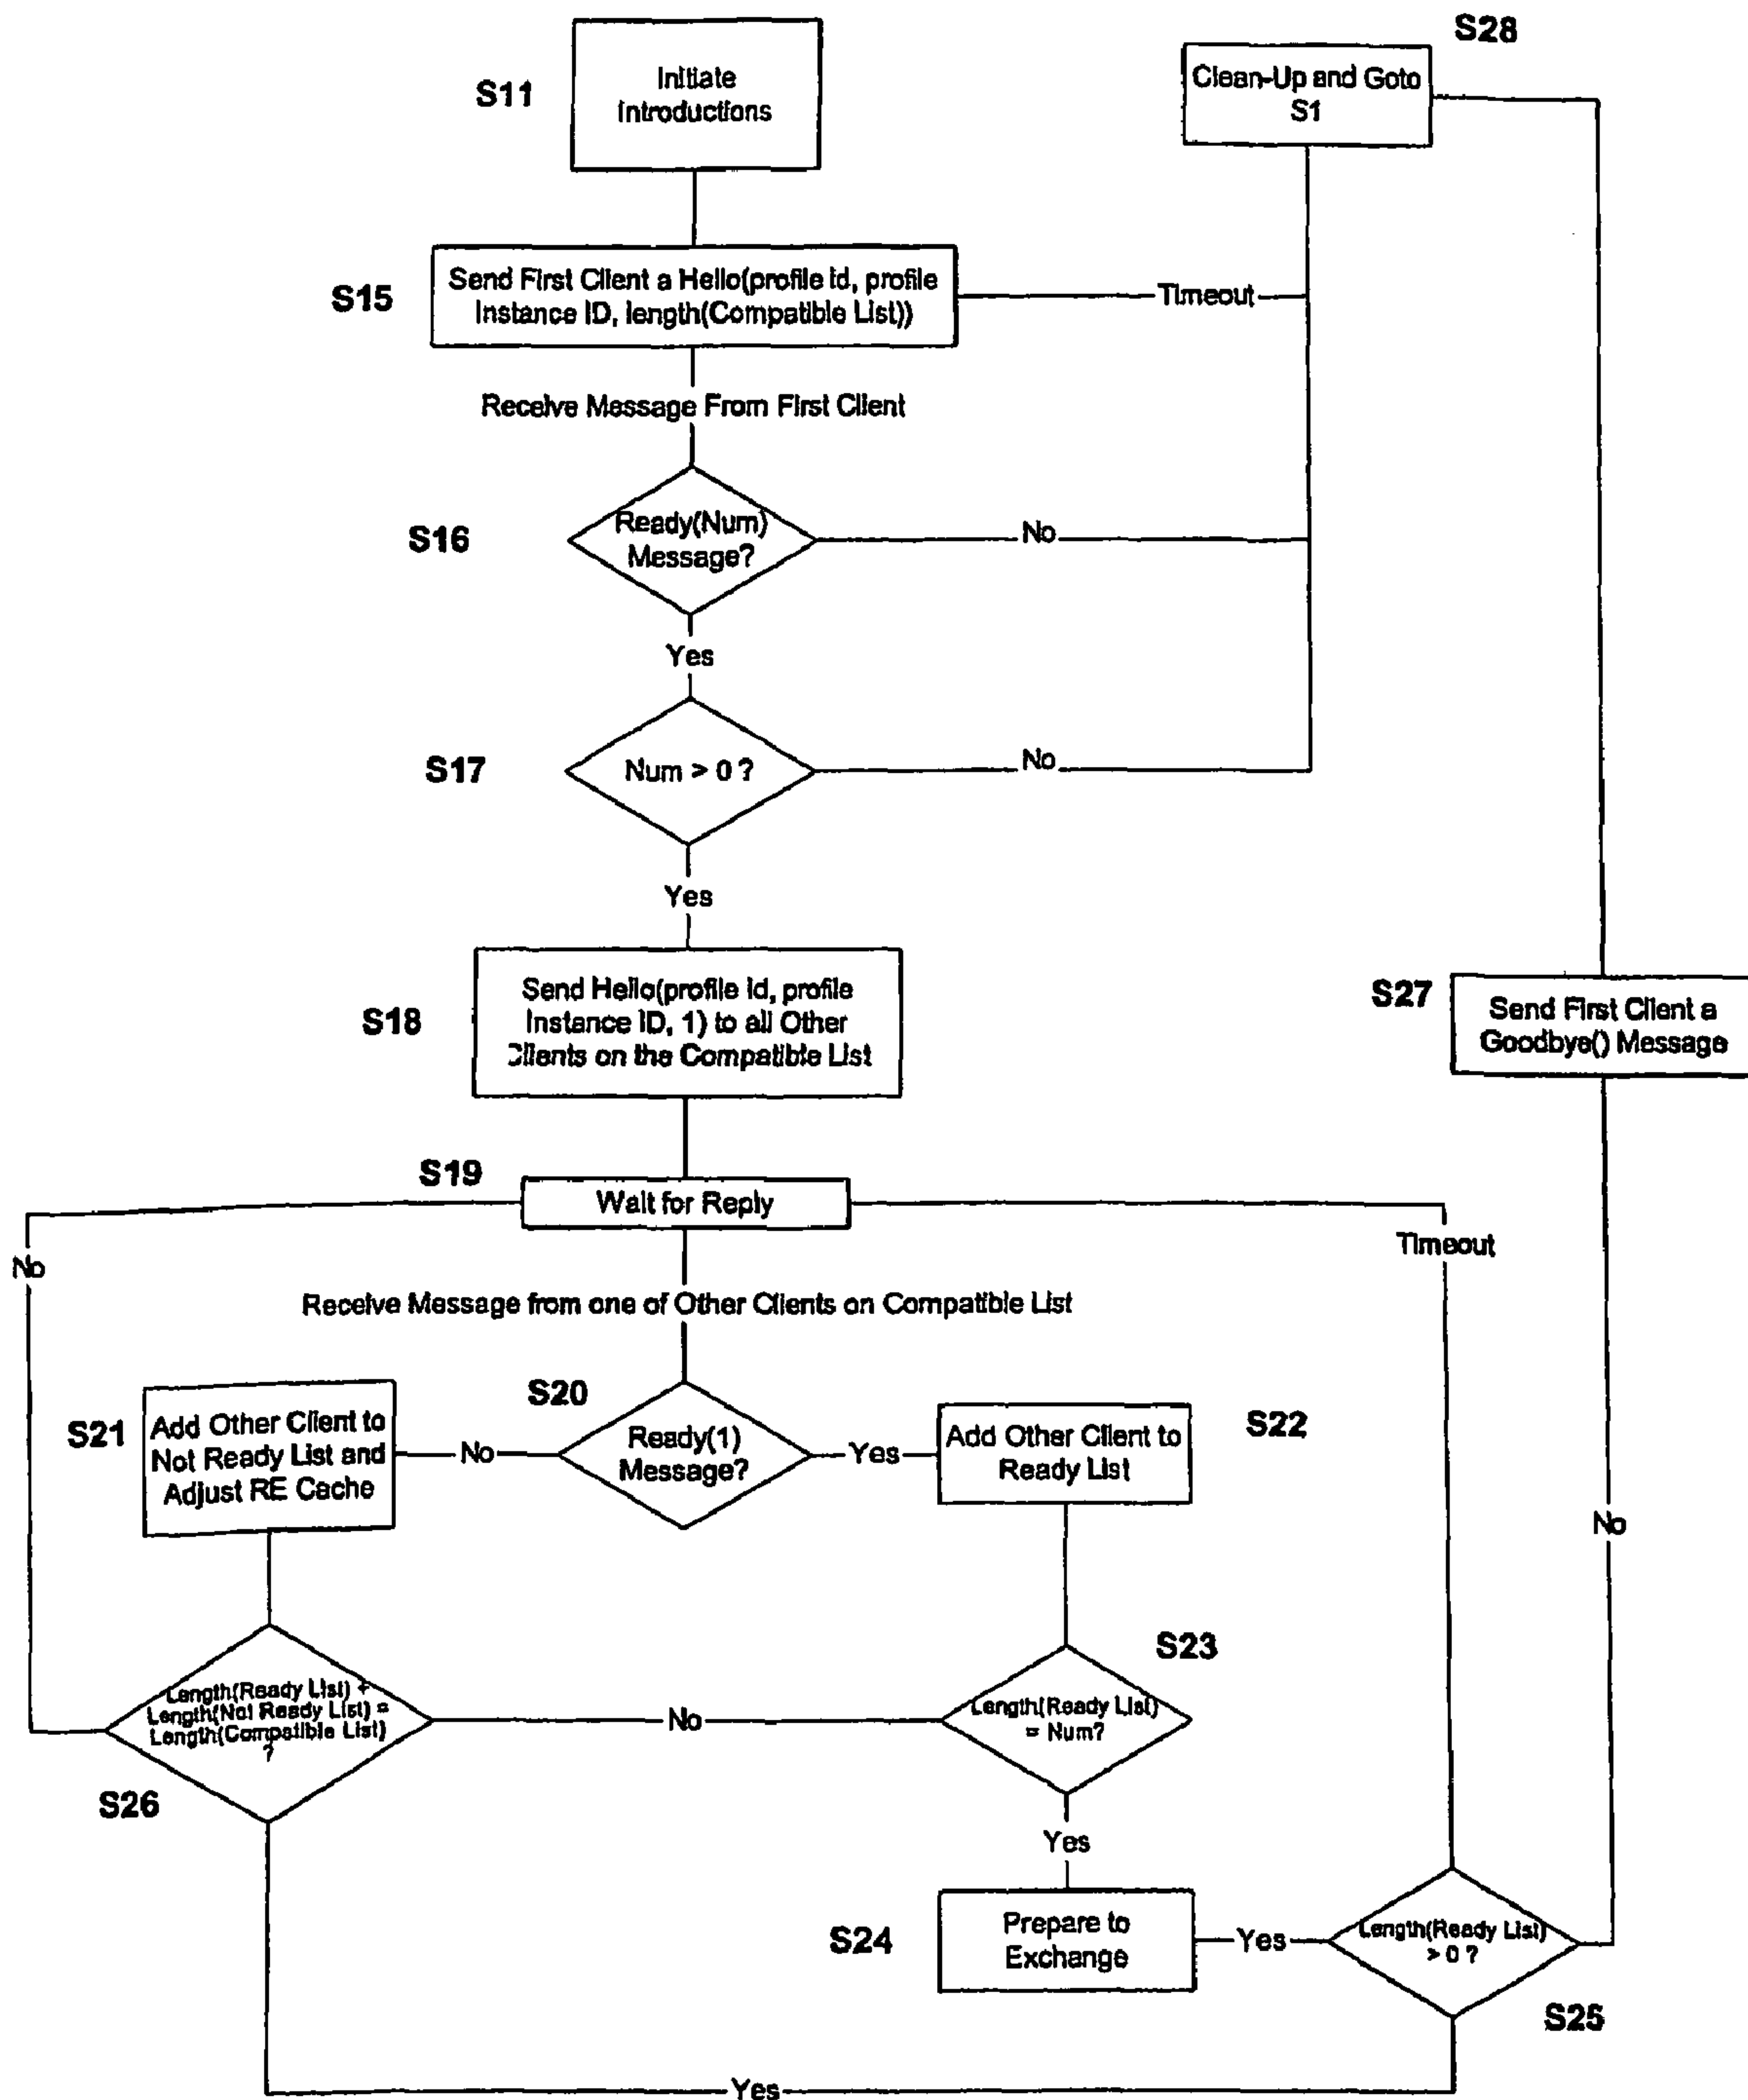 S28
S11
Initiate
Introductions
Clean-Up and Goto
S1
S15
Send First Client a Hello(profile id, profile
Instance ID, length(Compatible List))
Timeout
Receive Message From First Client
S16
Ready(Num)
Message?
No
Yes
S17
Num > 0 ?
No
Yes
S18
Send Hello(profile id, profile
Instance ID, 1) to all Other
Clients on the Compatible List
S27
Send First Client a
Goodbye() Message
S19
Wait for Reply
No
Timeout
Receive Message from one of Other Clients on Compatible List
S21
Add Other Client to
Not Ready List and
Adjust RE Cache
No
S20
Ready(1)
Message?
Yes
Add Other Client to
Ready List
S22
No
S23
Length(Ready List) +
Length(Not Ready List) =
Length(Compatible List)
?
No
Length(Ready List)
= Num?
S26
Yes
S24
Prepare to
Exchange
Yes
Length(Ready List)
> 0 ?
S25
Yes